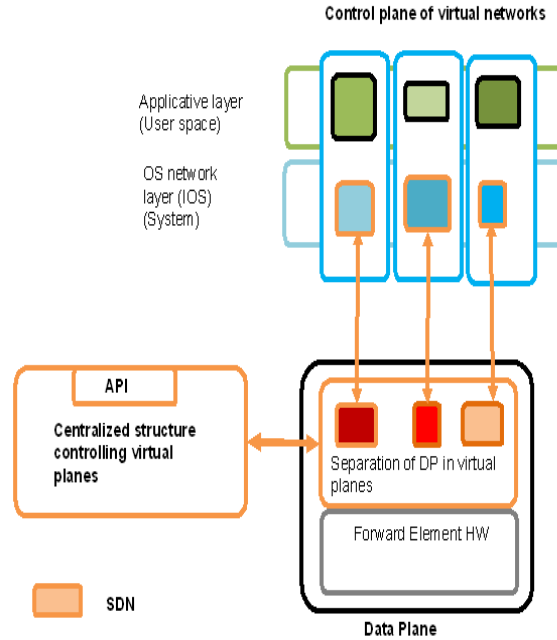 Control plane of virtual networks
Applicative layer
(User space)
OS network
layer (IOS)
(System)
API
Centralized structure
controlling virtual
planes
Separation of DP in virtual
planes
Forward Element HW
SDN
Data Plane